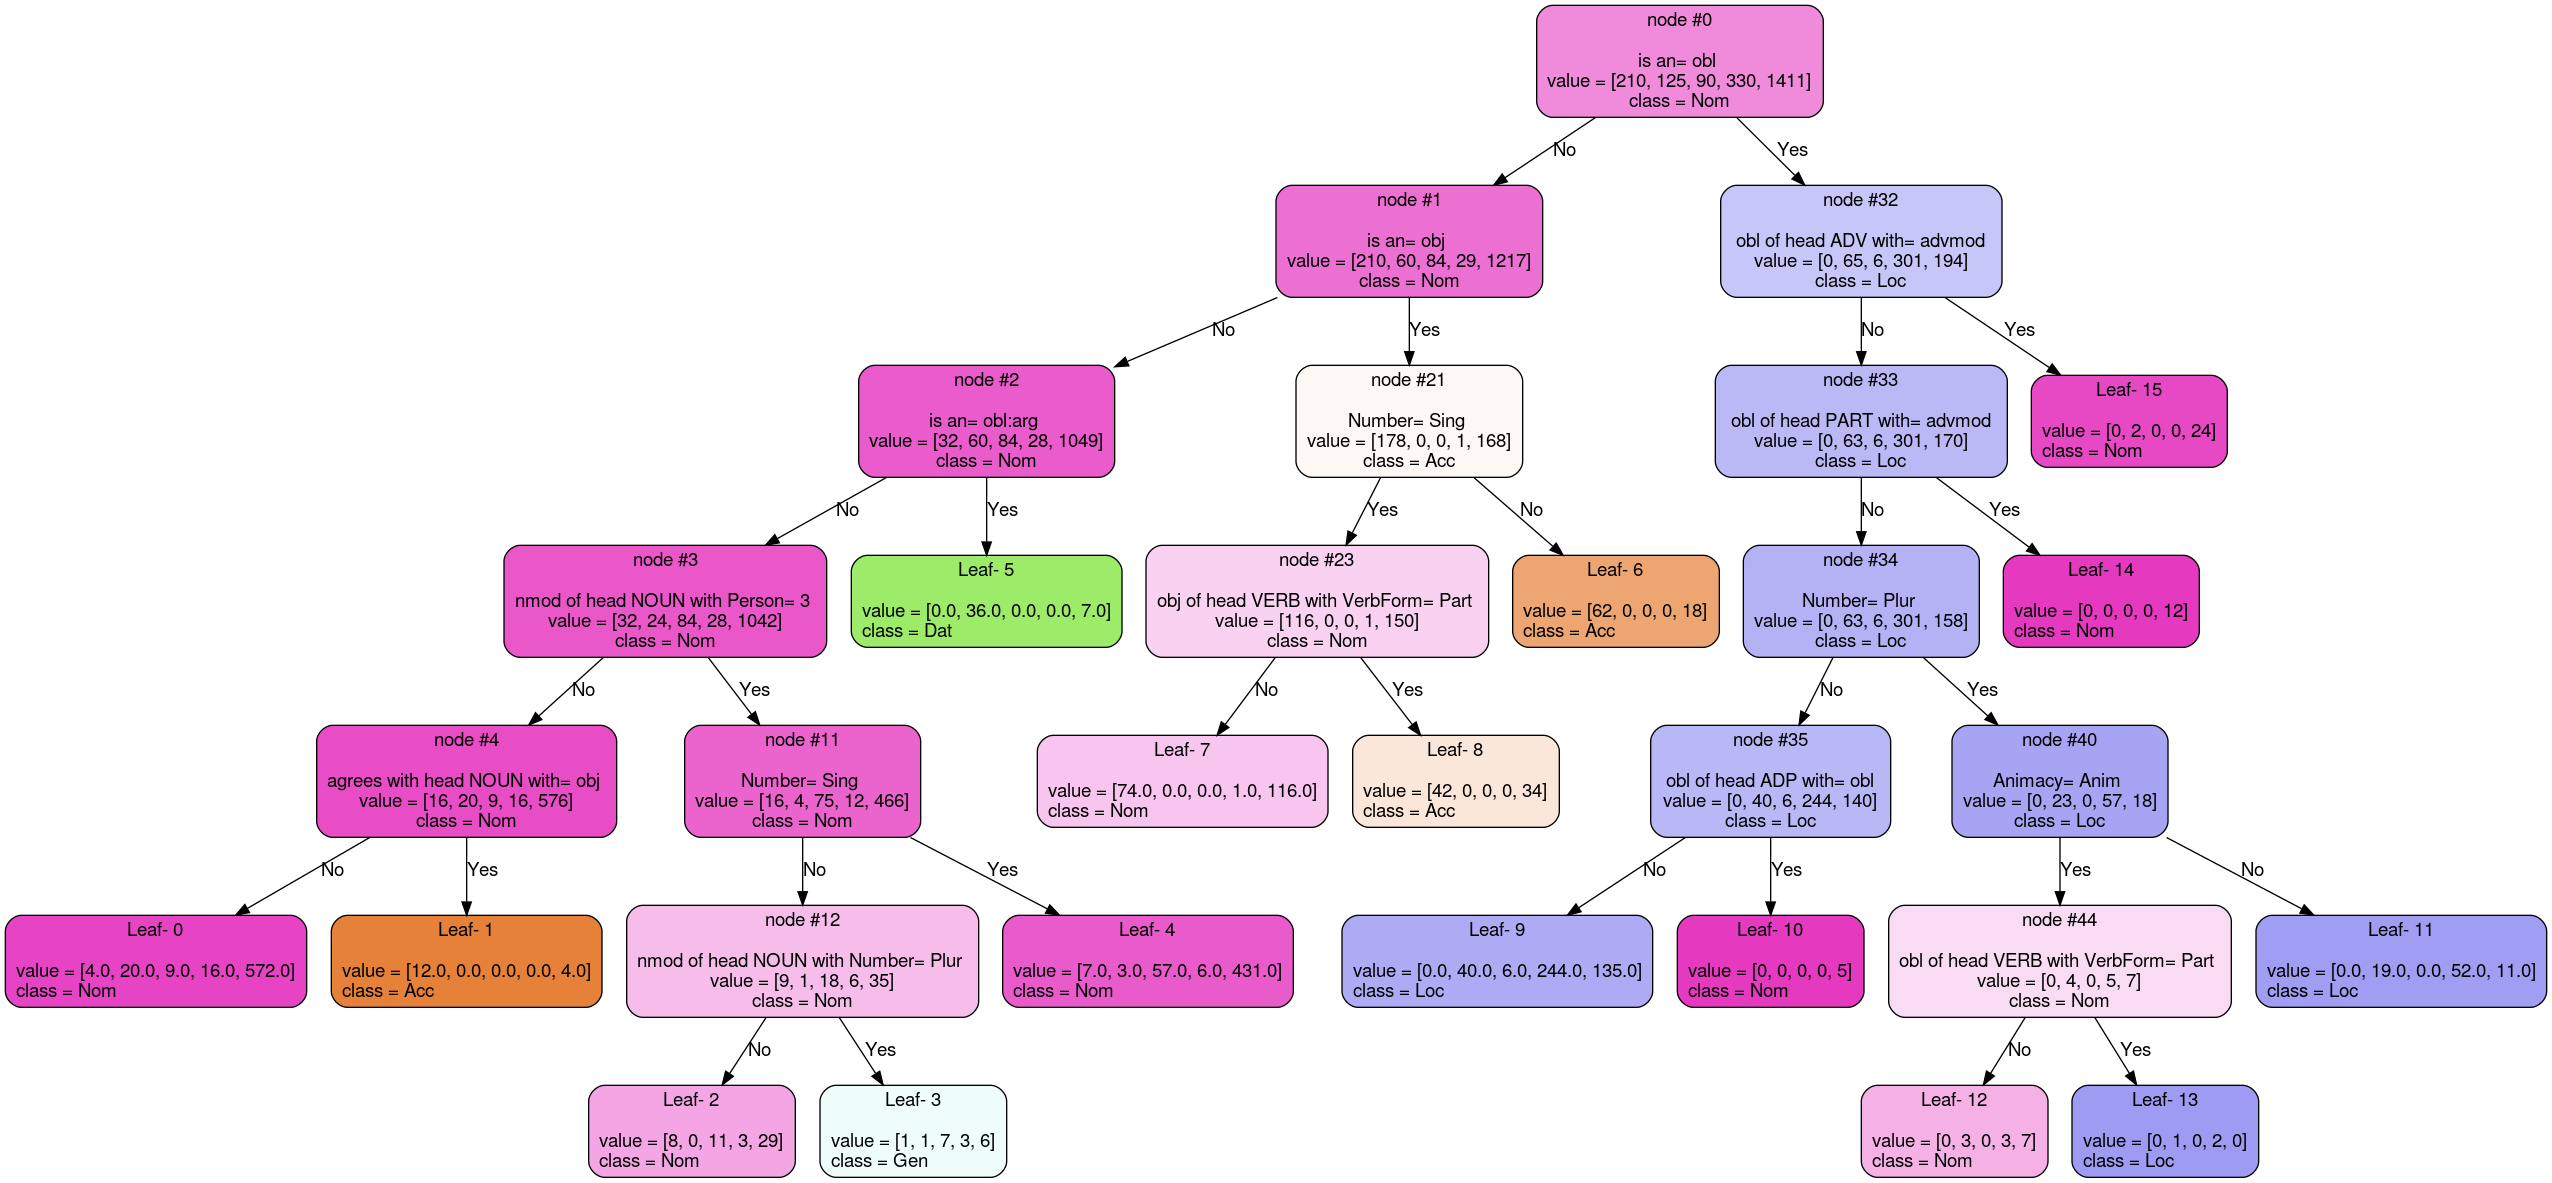 node #0
is an= obl
value = [210, 125, 90, 330, 1411]
class = Nom
No
Yes
node #1
is an= obj
value = [210, 60, 84, 29, 1217]
class = Nom
node #32
obl of head ADV with= advmod
value = [0, 65, 6, 301, 194]
class = Loc
No
Yes
No
Yes
node #2
is an= obl:arg
value = [32, 60, 84, 28, 1049]
class = Nom
node #21
Number= Sing
value = [178, 0, 0, 1, 168]
class = Acc
node #33
obl of head PART with= advmod
value = [0, 63, 6, 301, 170]
class = Loc
Leaf- 15
value = [0, 2, 0, 0, 24]
class = Nom
No
Yes
Yes
No
No
Yes
node #3
nmod of head NOUN with Person= 3
value = [32, 24, 84, 28, 1042]
class = Nom
Leaf- 5
value = [0.0, 36.0, 0.0, 0.0, 7.0]
class = Dat
node #23
obj of head VERB with VerbForm= Part
value = [116, 0, 0, 1, 150]
class = Nom
Leaf- 6
value = [62, 0, 0, 0, 18]
class = Acc
node #34
Number= Plur
value = [0, 63, 6, 301, 158]
class = Loc
Leaf- 14
value = [0, 0, 0, 0, 12]
class = Nom
No
Yes
No
Yes
No
Yes
node #4
agrees with head NOUN with= obj
value = [16, 20, 9, 16, 576]
class = Nom
node #11
Number= Sing
value = [16, 4, 75, 12, 466]
class = Nom
Leaf- 7
value = [74.0, 0.0, 0.0, 1.0, 116.0]
class = Nom
Leaf- 8
value = [42, 0, 0, 0, 34]
class = Acc
node #35
obl of head ADP with= obl
value = [0, 40, 6, 244, 140]
class = Loc
node #40
Animacy= Anim
value = [0, 23, 0, 57, 18]
class = Loc
No
Yes
No
Yes
No
Yes
Yes
No
Leaf- 0
value = [4.0, 20.0, 9.0, 16.0, 572.0]
class = Nom
Leaf- 1
value = [12.0, 0.0, 0.0, 0.0, 4.0]
class = Acc
node #12
nmod of head NOUN with Number= Plur
value = [9, 1, 18, 6, 35]
class = Nom
Leaf- 4
value = [7.0, 3.0, 57.0, 6.0, 431.0]
class = Nom
Leaf- 9
value = [0.0, 40.0, 6.0, 244.0, 135.0]
class = Loc
Leaf- 10
value = [0, 0, 0, 0, 5]
class = Nom
node #44
obl of head VERB with VerbForm= Part
value = [0, 4, 0, 5, 7]
class = Nom
Leaf- 11
value = [0.0, 19.0, 0.0, 52.0, 11.0]
class = Loc
No
Yes
No
Yes
Leaf- 2
value = [8, 0, 11, 3, 29]
class = Nom
Leaf- 3
value = [1, 1, 7, 3, 6]
class = Gen
Leaf- 12
value = [0, 3, 0, 3, 7]
class = Nom
Leaf- 13
value = [0, 1, 0, 2, 0]
class = Loc